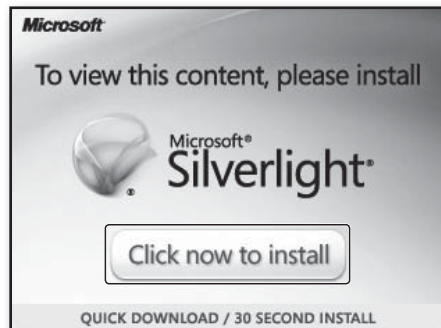 Microsoft
To view this content, please install
Microsoft®
Silverlight®
®
Click now to install
QUICK DOWNLOAD / 30 SECOND INSTALL